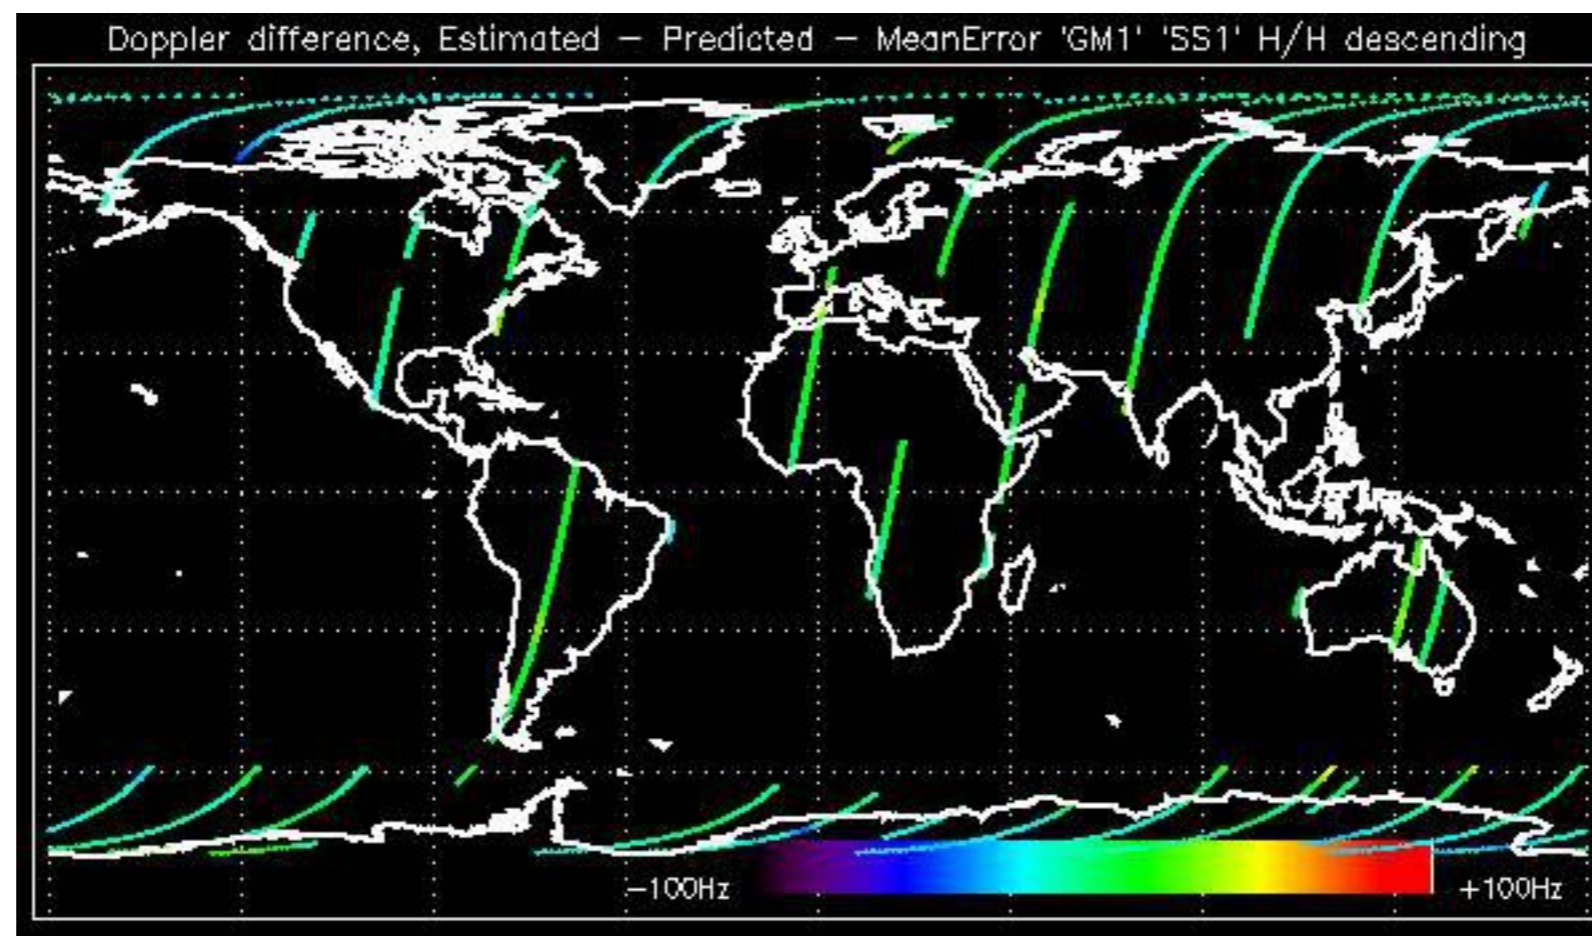 Doppler difference, Estimated – Predicted – MeanError 'GM1' 'SS1' H/H descending
–100Hz +100Hz